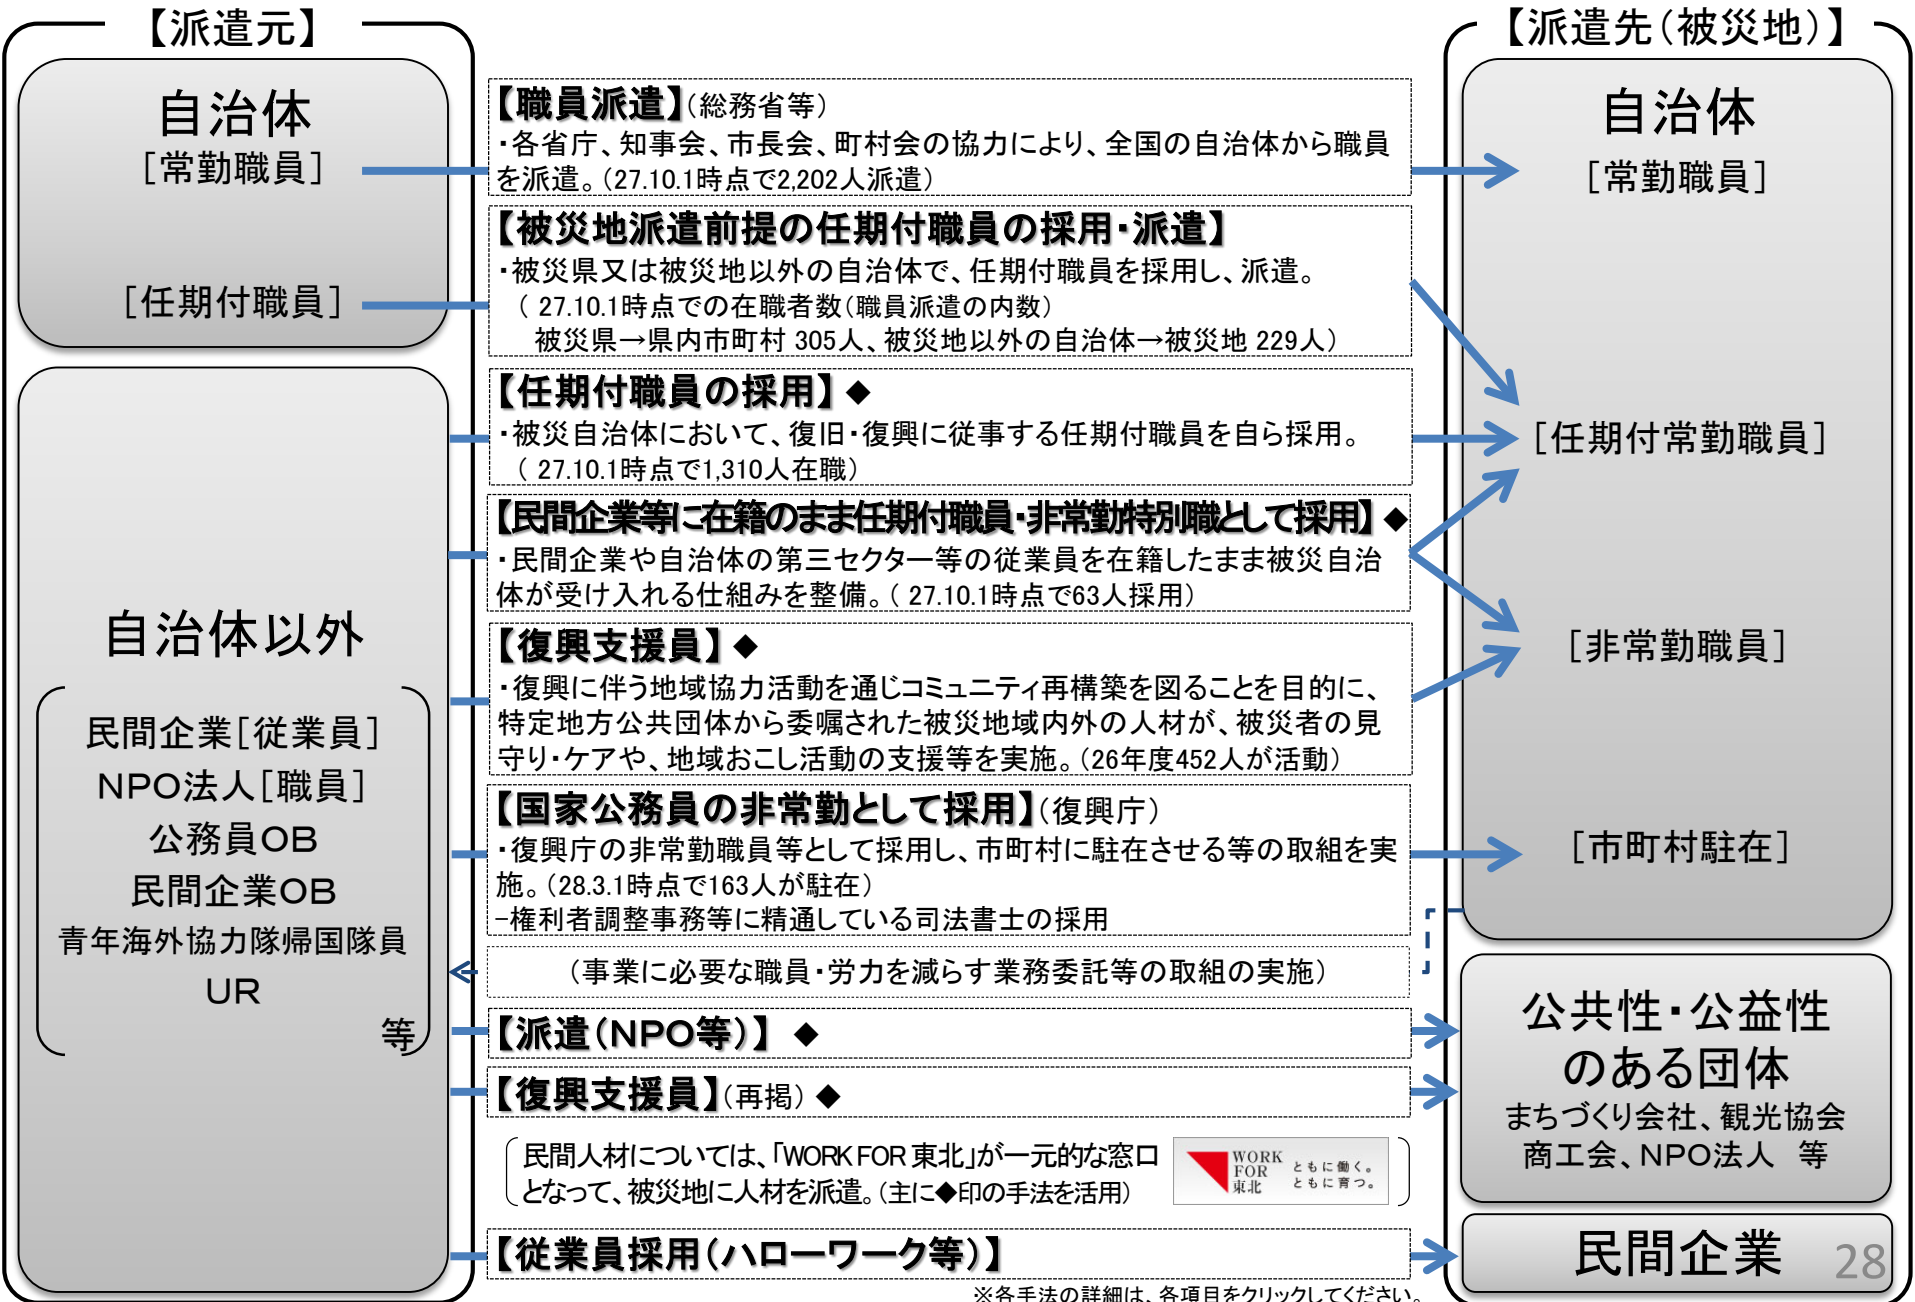 【派遣元】
自治体
［常勤職員］
［任期付職員］
自治体以外
民間企業［従業員］
NPO法人［職員］
公務員OB
民間企業OB
青年海外協力隊帰国隊員
UR
等
【職員派遣】（総務省等）
・各省庁、知事会、市長会、町村会の協力により、全国の自治体から職員
を派遣。（27.10.1時点で2,202人派遣）
【被災地派遣前提の任期付職員の採用・派遣】
・被災県又は被災地以外の自治体で、任期付職員を採用し、派遣。
（ 27.10.1時点での在職者数（職員派遣の内数）
被災県→県内市町村 305人、被災地以外の自治体→被災地 229人）
【任期付職員の採用】◆
・被災自治体において、復旧・復興に従事する任期付職員を自ら採用。
（ 27.10.1時点で1,310人在職）
【民間企業等に在籍のまま任期付職員・非常勤特別職として採用】◆
・民間企業や自治体の第三セクター等の従業員を在籍したまま被災自治
体が受け入れる仕組みを整備。（ 27.10.1時点で63人採用）
【復興支援員】◆
・復興に伴う地域協力活動を通じコミュニティ再構築を図ることを目的に、
特定地方公共団体から委嘱された被災地域内外の人材が、被災者の見
守り・ケアや、地域おこし活動の支援等を実施。（26年度452人が活動）
【国家公務員の非常勤として採用】（復興庁）
・復興庁の非常勤職員等として採用し、市町村に駐在させる等の取組を実
施。（28.3.1時点で163人が駐在）
−権利者調整事務等に精通している司法書士の採用
（事業に必要な職員・労力を減らす業務委託等の取組の実施）
【派遣（NPO等）】 ◆
【復興支援員】（再掲）◆
民間人材については、「WORK FOR 東北」が一元的な窓口
となって、被災地に人材を派遣。（主に◆印の手法を活用）
WORK
FOR
東北
ともに働く。
ともに育つ。
【従業員採用（ハローワーク等）】
※各手法の詳細は、各項目をクリックしてください。
【派遣先（被災地）】
自治体
［常勤職員］
［任期付常勤職員］
［非常勤職員］
［市町村駐在］
公共性・公益性
のある団体
まちづくり会社、観光協会
商工会、NPO法人 等
民間企業
28